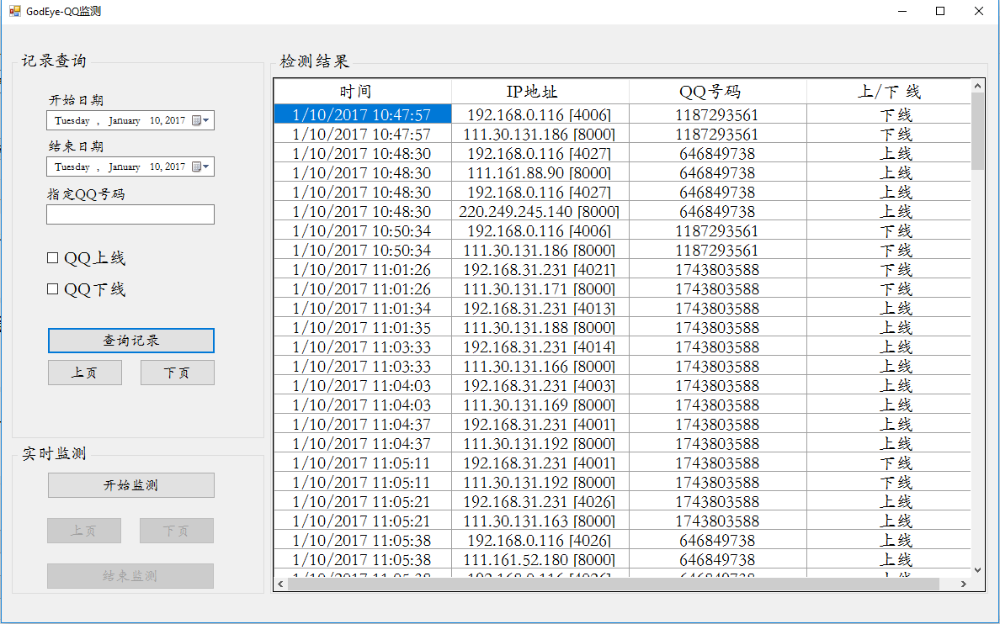 GodEye-QQ监测
记录查询
开始日期
Tuesday , January 10, 2017
结束日期
Tuesday , January 10, 2017
指定QQ号码
QQ上线
QQ下线
查询记录
上页 下页
实时监测
开始监测
上页 下页
结束监测
检测结果
时间 IP地址 QQ号码 上/下 线
1/10/2017 10:47:57 192.168.0.116 [4006] 1187293561 下线
1/10/2017 10:47:57 111.30.131.186 [8000] 1187293561 下线
1/10/2017 10:48:30 192.168.0.116 [4027] 646849738 上线
1/10/2017 10:48:30 111.161.88.90 [8000] 646849738 上线
1/10/2017 10:48:30 192.168.0.116 [4027] 646849738 上线
1/10/2017 10:48:30 220.249.245.140 [8000] 646849738 上线
1/10/2017 10:50:34 192.168.0.116 [4006] 1187293561 下线
1/10/2017 10:50:34 111.30.131.186 [8000] 1187293561 下线
1/10/2017 11:01:26 192.168.31.231 [4021] 1743803588 下线
1/10/2017 11:01:26 111.30.131.171 [8000] 1743803588 下线
1/10/2017 11:01:34 192.168.31.231 [4013] 1743803588 上线
1/10/2017 11:01:35 111.30.131.188 [8000] 1743803588 上线
1/10/2017 11:03:33 192.168.31.231 [4014] 1743803588 上线
1/10/2017 11:03:33 111.30.131.166 [8000] 1743803588 上线
1/10/2017 11:04:03 192.168.31.231 [4003] 1743803588 上线
1/10/2017 11:04:03 111.30.131.169 [8000] 1743803588 上线
1/10/2017 11:04:37 192.168.31.231 [4001] 1743803588 上线
1/10/2017 11:04:37 111.30.131.192 [8000] 1743803588 上线
1/10/2017 11:05:11 192.168.31.231 [4001] 1743803588 下线
1/10/2017 11:05:11 111.30.131.192 [8000] 1743803588 下线
1/10/2017 11:05:21 192.168.31.231 [4026] 1743803588 上线
1/10/2017 11:05:21 111.30.131.163 [8000] 1743803588 上线
1/10/2017 11:05:38 192.168.0.116 [4026] 646849738 上线
1/10/2017 11:05:38 111.161.52.180 [8000] 646849738 上线